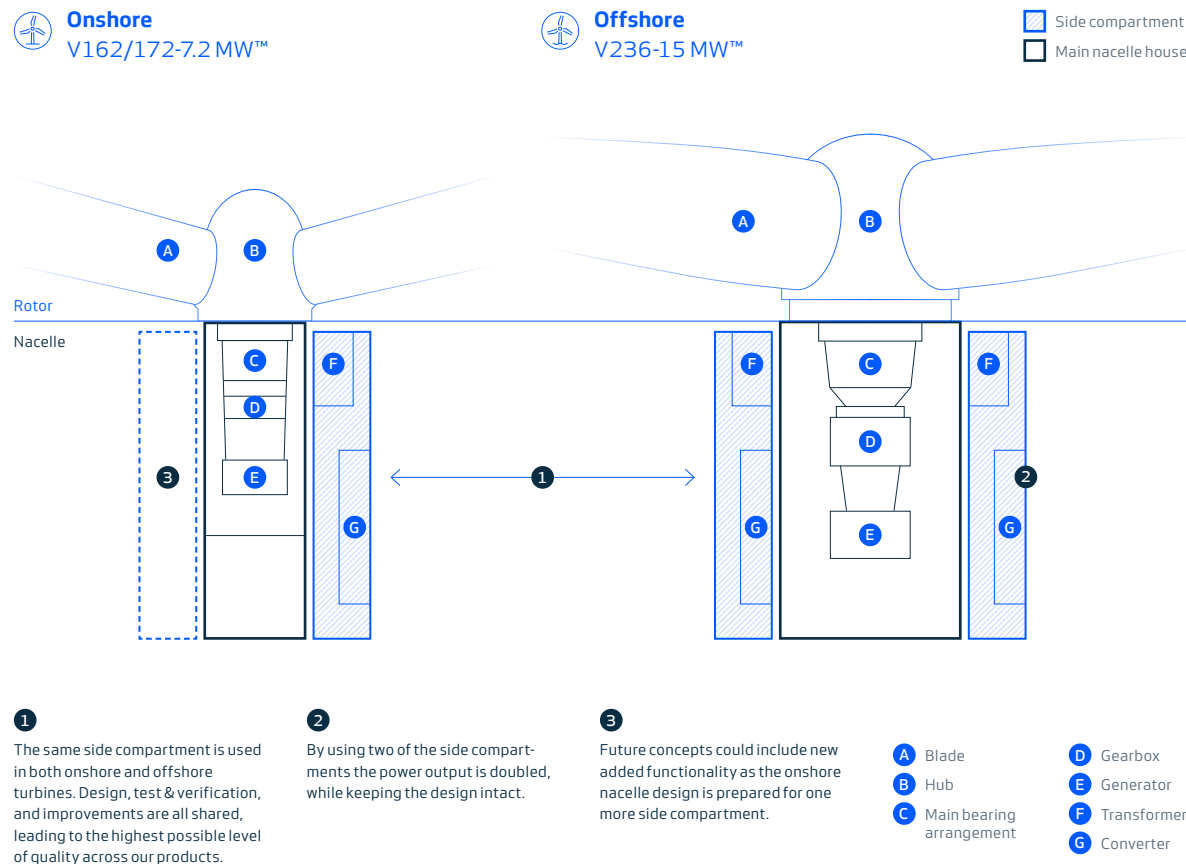 Onshore
V162/172-7.2 MW™
Offshore
V236-15 MW™
Side compartment
Main nacelle house
A
B
A
B
Rotor
Nacelle
C
D
E
F
G
3
1
F
G
C
D
E
F
G
2
1
The same side compartment is used
in both onshore and offshore
turbines. Design, test & verification,
and improvements are all shared,
leading to the highest possible level
of quality across our products.
2
By using two of the side compart-
ments the power output is doubled,
while keeping the design intact.
3
Future concepts could include new
added functionality as the onshore
nacelle design is prepared for one
more side compartment.
A Blade
B Hub
C Main bearing
arrangement
D Gearbox
E Generator
F Transformer
G Converter